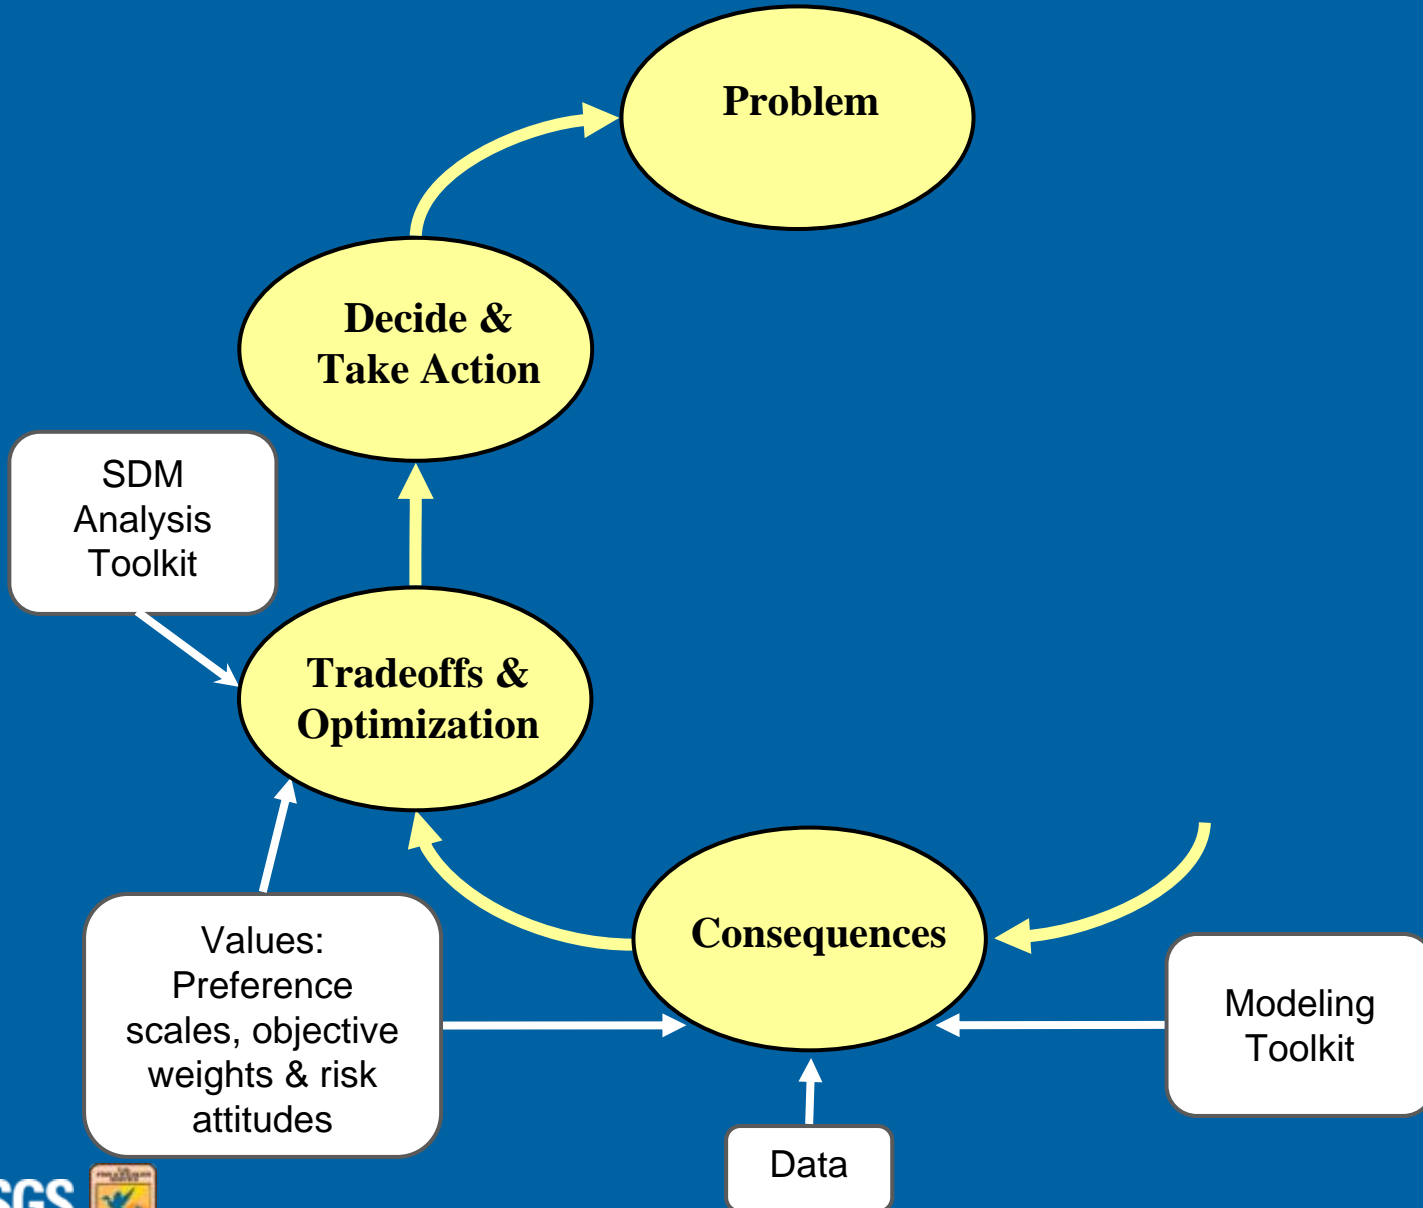 Problem
Decide &
Take Action
SDM
Analysis
Toolkit
Tradeoffs &
Optimization
Values:
Preference
scales, objective
weights & risk
attitudes
Consequences
Modeling
Toolkit
Data
SGS